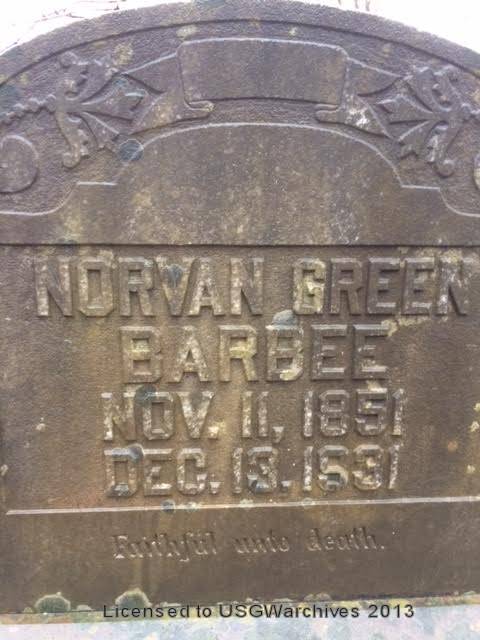 NORVAN GREEN
BARBEE
NOV. 11, 1851
DEC. 13. 1931
Faithful unto death.
Licensed to USGWarchives 2013